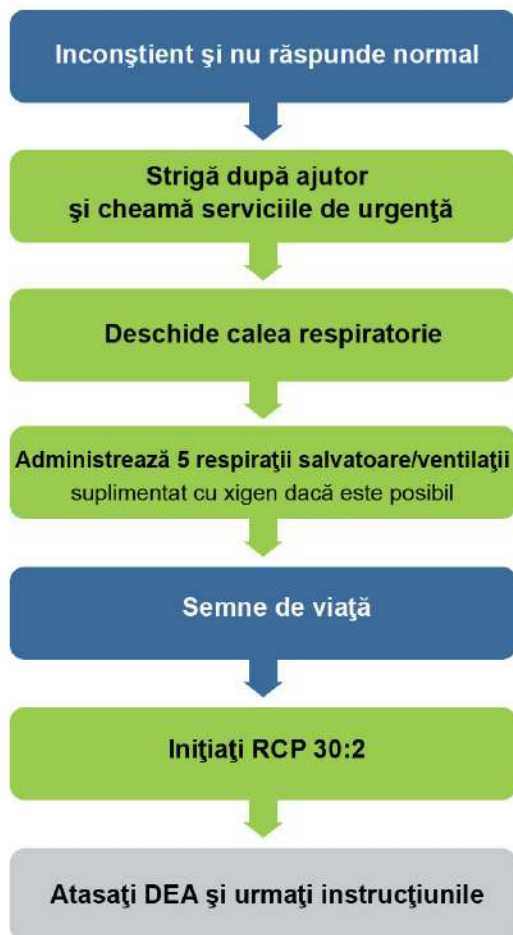 Inconştient şi nu răspunde normal
Strigă după ajutor
şi cheamă serviciile de urgenţă
Deschide calea respiratorie
Administrează 5 respiraţii salvatoare/ventilaţii
suplimentat cu xigen dacă este posibil
Semne de viaţă
Iniţiaţi RCP 30:2
Atasaţi DEA şi urmaţi instrucţiunile